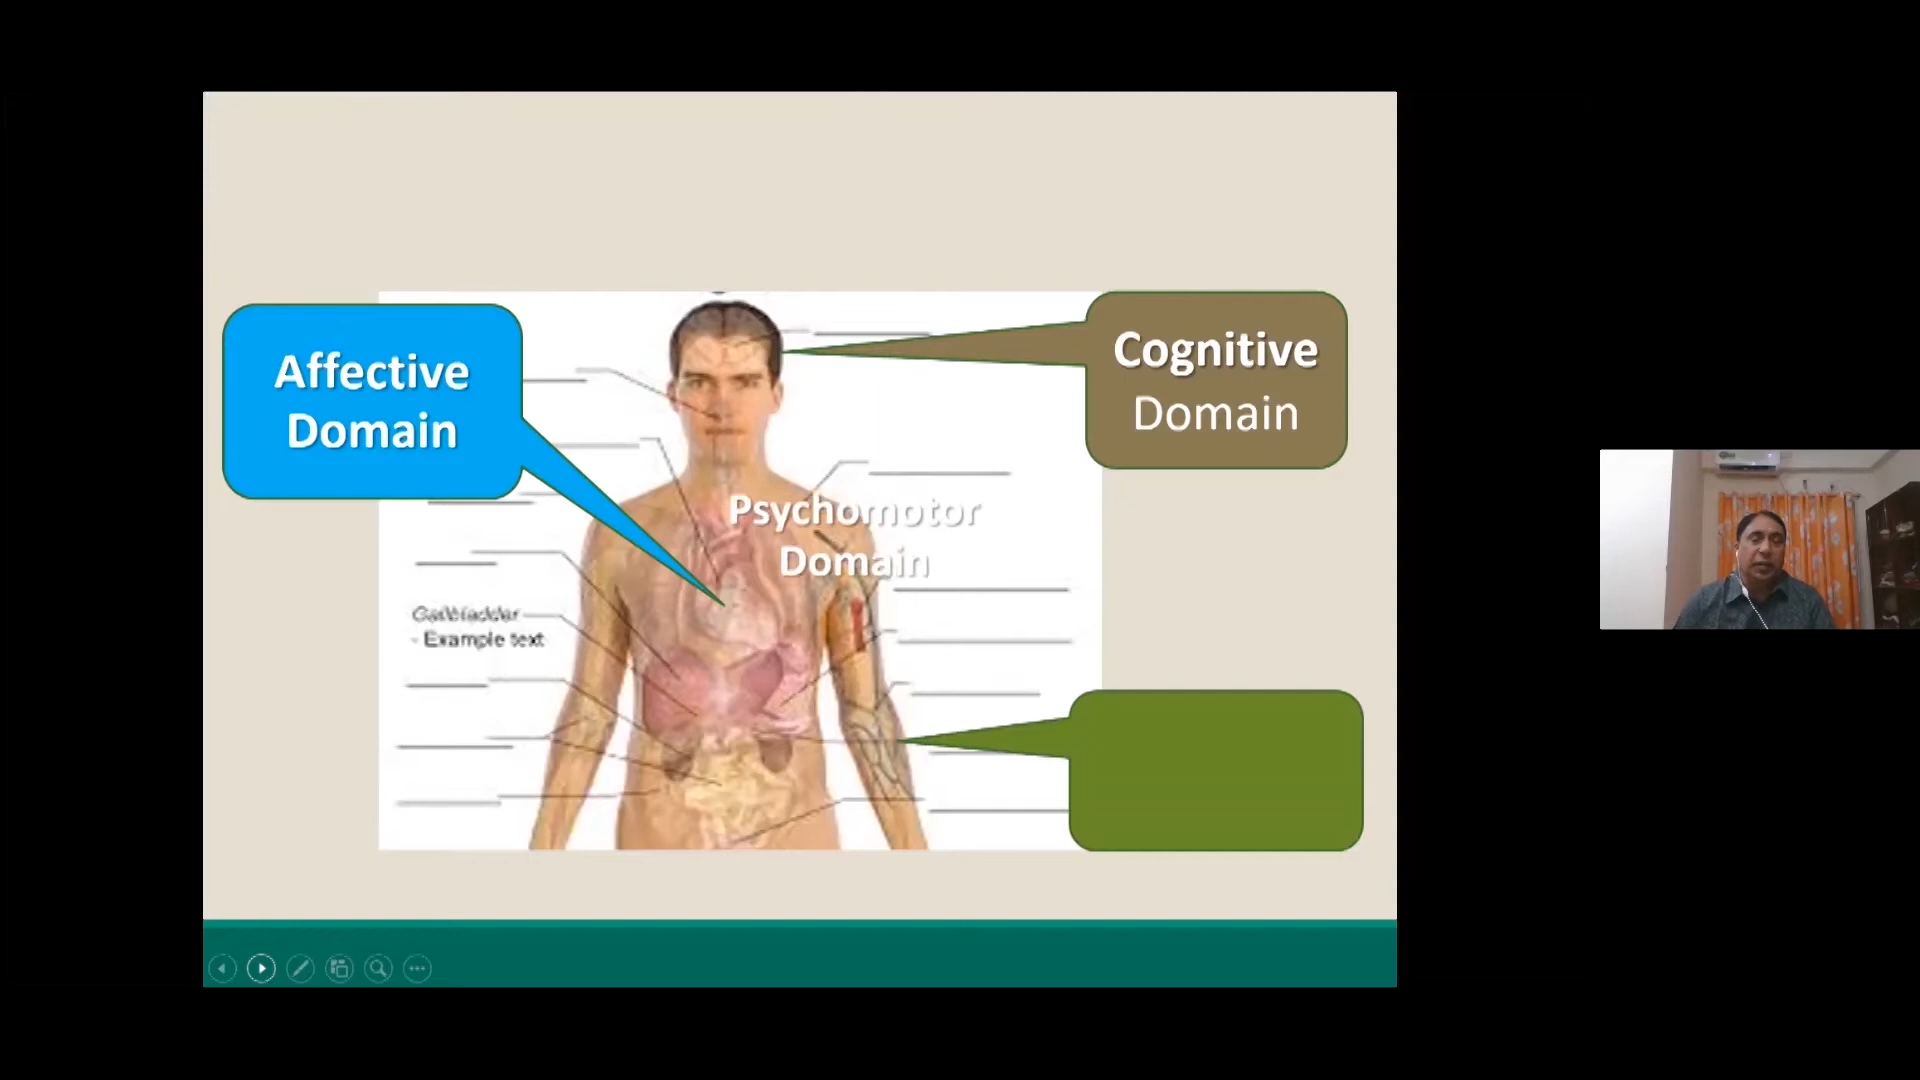 Affective
Domain
Cognitive
Domain
Psychomotor
Domain
Gallbladder
- Example text